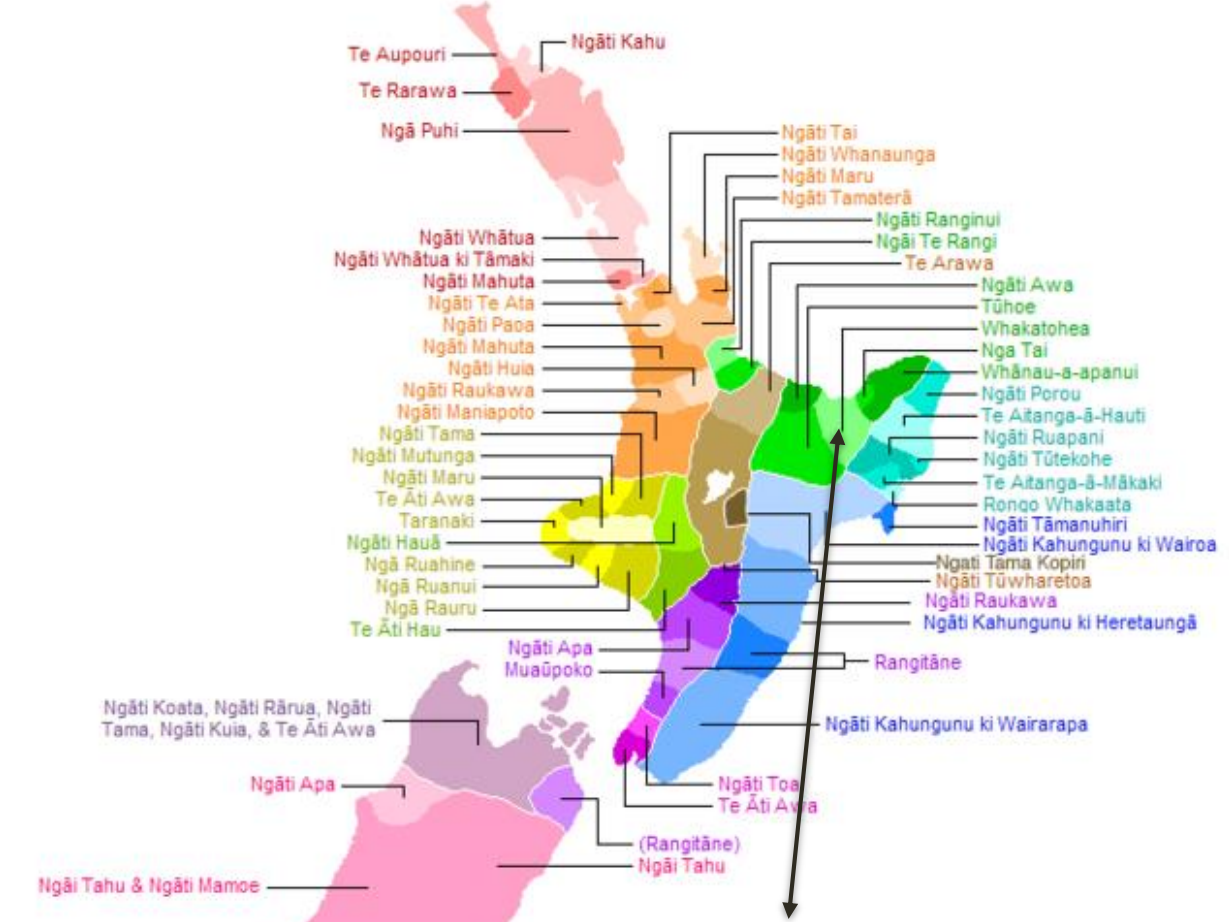 Ngāti Kahu
Te Aupouri
Te Rarawa
Ngā Puhi
Ngāti Tai
Ngāti Whanaunga
Ngāti Maru
Ngāti Tamaterā
Ngāti Ranginui
Ngāi Te Rangi
Te Arawa
Ngāti Awa
Tūhoe
Whakatohea
Nga Tai
Whānau-a-apanui
Ngāti Porou
Te Aitanga-ā-Hauti
Ngāti Ruapani
Ngāti Tūtekohe
Te Aitanga-ā-Mākaki
Rongo Whakaata
Ngāti Tāmanuhiri
Ngāti Kahungunu ki Wairoa
Ngati Tama Kopiri
Ngāti Tūwharetoa
Ngāti Raukawa
Ngāti Kahungunu ki Heretaungā
Rangitāne
Ngāti Kahungunu ki Wairarapa
Ngāti Whātua
Ngāti Whātua ki Tāmaki
Ngāti Mahuta
Ngāti Te Ata
Ngāti Paoa
Ngāti Mahuta
Ngāti Huia
Ngāti Raukawa
Ngāti Maniapoto
Ngāti Tama
Ngāti Mutunga
Ngāti Maru
Te Āti Awa
Taranaki
Ngāti Hauā
Ngā Ruahine
Ngā Ruanui
Ngā Rauru
Te Āti Hau
Ngāti Apa
Muaūpoko
Ngāti Koata, Ngāti Rārua, Ngāti
Tama, Ngāti Kuia, & Te Āti Awa
Ngāti Apa
Ngāti Toa
Te Āti Awa
(Rangitāne)
Ngāi Tahu
Ngāi Tahu & Ngāti Mamoe